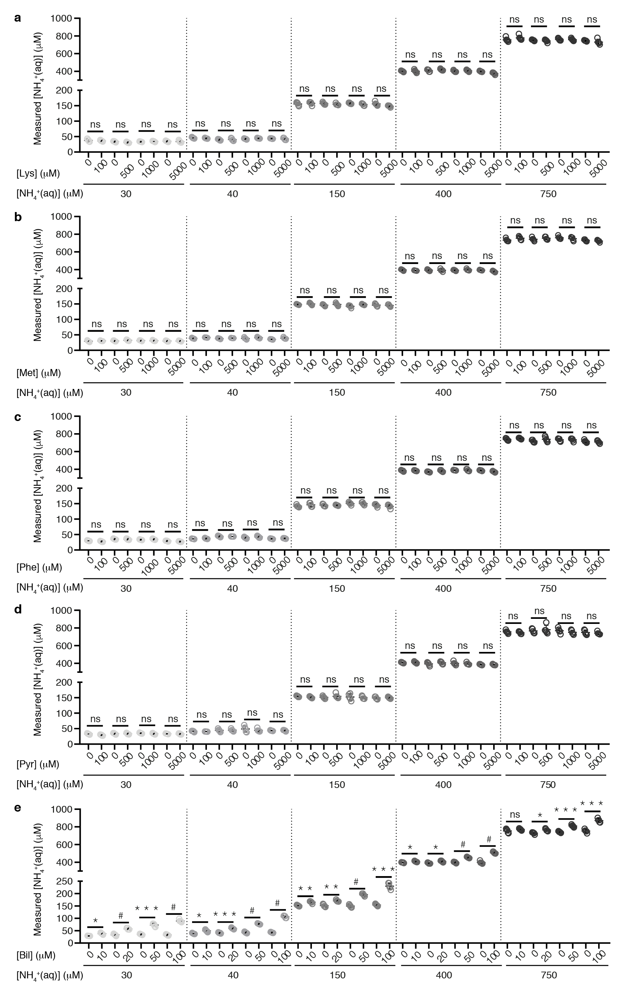 a
Measured [NH4+(aq)] (μM)
1000
800
600
400
200
150
100
50
0
ns ns ns ns ns ns ns ns ns ns ns ns ns ns ns ns ns ns ns ns
[Lys] (μM) 0 100 0 500 0 1000 0 5000 0 100 0 500 0 1000 0 5000 0 100 0 500 0 1000 0 5000 0 100 0 500 0 1000 0 5000 0 100 0 500 0 1000 0 5000
[NH4+(aq)] (μM) 30 40 150 400 750
b
Measured [NH4+(aq)] (μM)
1000
800
600
400
200
150
100
50
0
ns ns ns ns ns ns ns ns ns ns ns ns ns ns ns ns ns ns ns ns
[Met] (μM) 0 100 0 500 0 1000 0 5000 0 100 0 500 0 1000 0 5000 0 100 0 500 0 1000 0 5000 0 100 0 500 0 1000 0 5000 0 100 0 500 0 1000 0 5000
[NH4+(aq)] (μM) 30 40 150 400 750
c
Measured [NH4+(aq)] (μM)
1000
800
600
400
200
150
100
50
0
ns ns ns ns ns ns ns ns ns ns ns ns ns ns ns ns ns ns ns ns
[Phe] (μM) 0 100 0 500 0 1000 0 5000 0 100 0 500 0 1000 0 5000 0 100 0 500 0 1000 0 5000 0 100 0 500 0 1000 0 5000 0 100 0 500 0 1000 0 5000
[NH4+(aq)] (μM) 30 40 150 400 750
d
Measured [NH4+(aq)] (μM)
1000
800
600
400
200
150
100
50
0
ns ns ns ns ns ns ns ns ns ns ns ns ns ns ns ns ns ns ns ns
[Pyr] (μM) 0 100 0 500 0 1000 0 5000 0 100 0 500 0 1000 0 5000 0 100 0 500 0 1000 0 5000 0 100 0 500 0 1000 0 5000 0 100 0 500 0 1000 0 5000
[NH4+(aq)] (μM) 30 40 150 400 750
e
Measured [NH4+(aq)] (μM)
1000
800
600
400
250
200
150
100
50
0
* # *** # * *** # # ** ** # *** * * # # ns * *** ***
[Bil] (μM) 0 10 0 20 0 50 0 100 0 10 0 20 0 50 0 100 0 10 0 20 0 50 0 100 0 10 0 20 0 50 0 100 0 10 0 20 0 50 0 100
[NH4+(aq)] (μM) 30 40 150 400 750